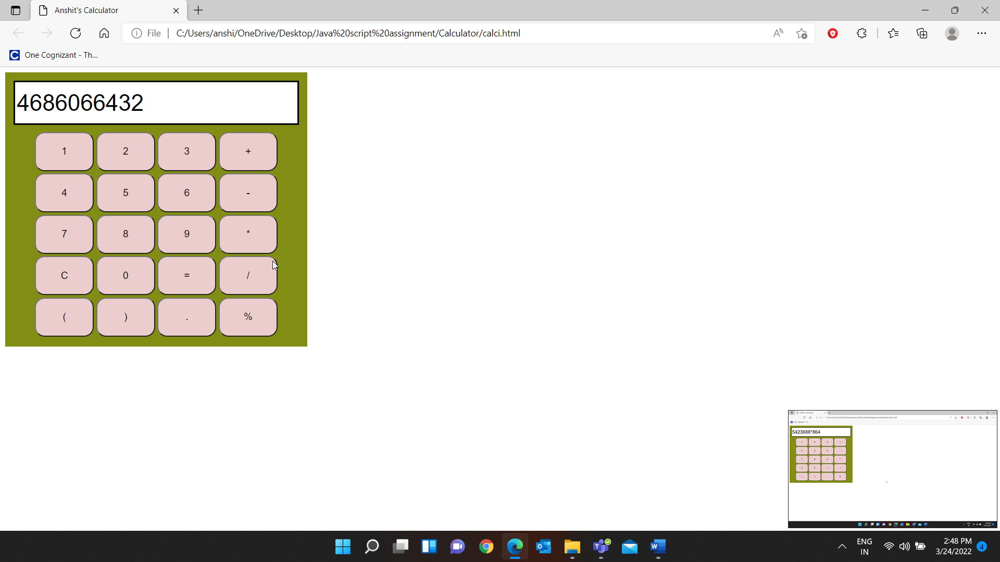 Anshit's Calculator
File
C:/Users/anshi/OneDrive/Desktop/Java%20script%20assignment/Calculator/calci.html
One Cognizant - Th...
4686066432
1 2 3 +
4 5 6 -
7 8 9 *
C 0 = /
( ) . %
5423688*864
ENG
IN
2:48 PM
3/24/2022
4